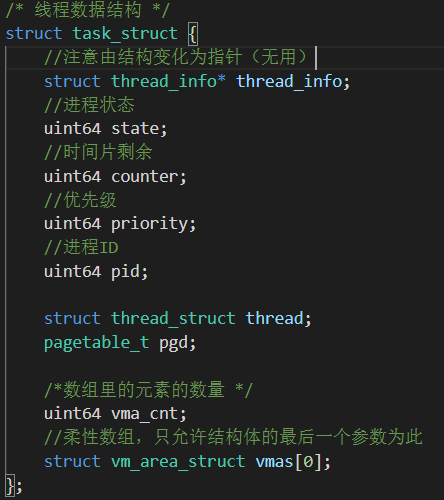 /* 线程数据结构 */
struct task_struct {
//注意由结构变化为指针（无用）
struct thread_info* thread_info;
//进程状态
uint64 state;
//时间片剩余
uint64 counter;
//优先级
uint64 priority;
//进程ID
uint64 pid;
struct thread_struct thread;
pagetable_t pgd;
/*数组里的元素的数量 */
uint64 vma_cnt;
//柔性数组，只允许结构体的最后一个参数为此
struct vm_area_struct vmas[0];
};